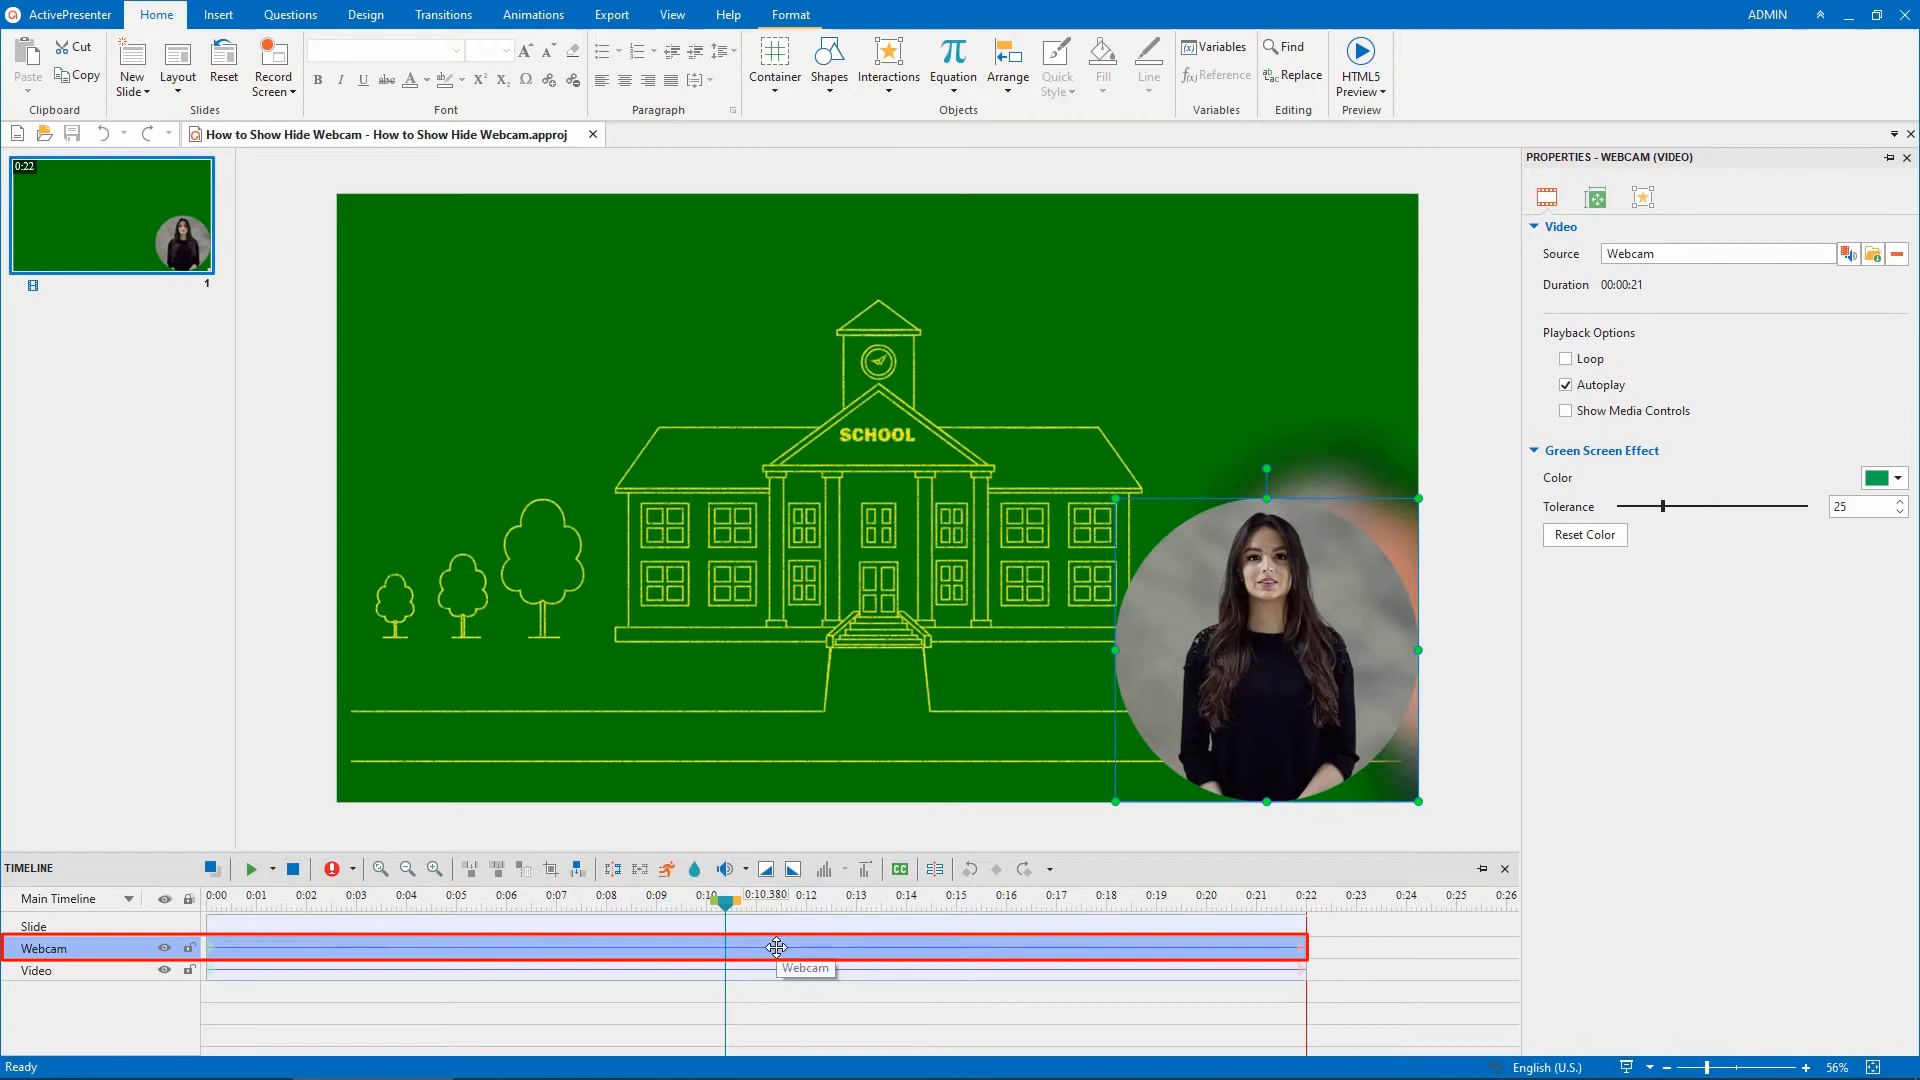 ActivePresenter
Home
Insert
Questions
Design
Transitions
Animations
Export
View
Help
Format
ADMIN
Paste
Cut
Copy
Clipboard
New
Slide
Layout
Reset
Record
Screen
Slides
B
I
U
abc
A
ab
X²
X₂
Ω
Font
Paragraph
Container
Shapes
Interactions
Equation
Arrange
Quick
Style
Fill
Line
Objects
(x) Variables
f(x) Reference
Variables
Find
Replace
Editing
HTML5
Preview
Preview
How to Show Hide Webcam - How to Show Hide Webcam.approj
0:22
1
SCHOOL
PROPERTIES - WEBCAM (VIDEO)
Video
Source
Webcam
Duration
00:00:21
Playback Options
Loop
Autoplay
Show Media Controls
Green Screen Effect
Color
Tolerance
25
Reset Color
TIMELINE
CC
Main Timeline
0:00 0:01 0:02 0:03 0:04 0:05 0:06 0:07 0:08 0:09 0:10 0:10.380 0:12 0:13 0:14 0:15 0:16 0:17 0:18 0:19 0:20 0:21 0:22 0:23 0:24 0:25 0:26
Slide
Webcam
Webcam
Video
Ready
English (U.S.)
56%